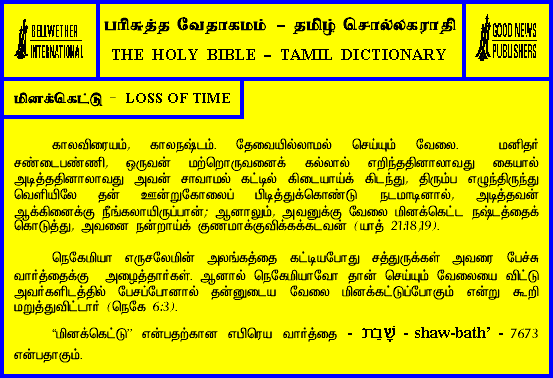 BELLWETHER
INTERNATIONAL
பரிசுத்த வேதாகமம் – தமிழ் சொல்லகராதி
THE HOLY BIBLE – TAMIL DICTIONARY
GOOD NEWS
PUBLISHERS
மினக்கெட்டு – LOSS OF TIME
காலவிரையம், காலநஷ்டம். தேவையில்லாமல் செய்யும் வேலை. மனிதர்
சண்டைபண்ணி, ஒருவன் மற்றொருவனைக் கல்லால் எறிந்ததினாலாவது கையால்
அடித்ததினாலாவது அவன் சாவாமல் கட்டில் கிடையாய்க் கிடந்து, திரும்ப எழுந்திருந்து
வெளியிலே தன் ஊன்றுகோலைப் பிடித்துக்கொண்டு நடமாடினால், அடித்தவன்
ஆக்கினைக்கு நீங்கலாயிருப்பான்; ஆனாலும், அவனுக்கு வேலை மினக்கெட்ட நஷ்டத்தைக்
கொடுத்து, அவனை நன்றாய்க் குணமாக்குவிக்கக்கடவன் (யாத் 21:18,19).
நெகேமியா எருசலேமின் அலங்கத்தை கட்டியபோது சத்துருக்கள் அவரை பேச்சு
வார்த்தைக்கு அழைத்தார்கள். ஆனால் நெகேமியாவோ தான் செய்யும் வேலையை விட்டு
அவர்களிடத்தில் பேசப்போனால் தன்னுடைய வேலை மினக்கட்டுப்போகும் என்று கூறி
மறுத்துவிட்டார் (நெகே 6:3).
“மினக்கெட்டு” என்பதற்கான எபிரெய வார்த்தை - שָׁבַת - shaw-bath’ - 7673
என்பதாகும்.